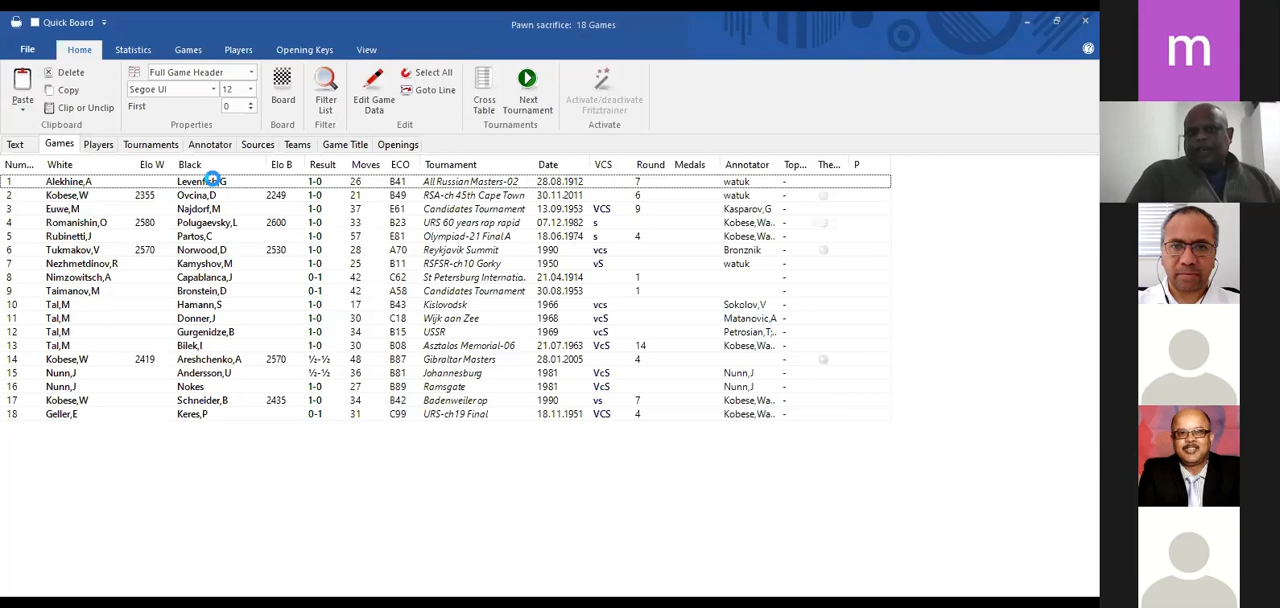 Quick Board
Pawn sacrifice: 18 Games
File Home Statistics Games Players Opening Keys View
Paste Delete Copy Clip or Unclip Clipboard
Full Game Header
Segoe UI 12
First 0
Properties
Board
Board
Filter List
Filter
Edit Game Data Select All Goto Line
Edit
Cross Table Next Tournament
Tournaments
Activate/deactivate Fritztrainer
Activate
Text Games Players Tournaments Annotator Sources Teams Game Title Openings
Num... White Elo W Black Elo B Result Moves ECO Tournament Date VCS Round Medals Annotator Top... The... P
1 Alekhine,A 1-0 26 B41 All Russian Masters-02 28.08.1912 7 watuk -
2 Kobese,W 2355 Ovcina,D 2249 1-0 21 B49 RSA-ch 45th Cape Town 30.11.2011 6 watuk -
3 Euwe,M Najdorf,M 1-0 37 E61 Candidates Tournament 13.09.1953 VCS 9 Kasparov,G -
4 Romanishin,O 2580 Polugaevsky,L 2600 1-0 33 B23 URS 60 years rap rapid 07.12.1982 s Kobese,Wa.. -
5 Rubinetti,J Partos,C 1-0 57 E81 Olympiad-21 Final A 18.06.1974 s 4 Kobese,Wa.. -
6 Tukmakov,V 2570 Norwood,D 2530 1-0 28 A70 Reykjavik Summit 1990 vcs Bronznik -
7 Nezhmetdinov,R Kamyshov,M 1-0 25 B11 RSFSR-ch10 Gorky 1950 vS watuk -
8 Nimzowitsch,A Capablanca,J 0-1 42 C62 St Petersburg Internatio. 21.04.1914 1 -
9 Taimanov,M Bronstein,D 0-1 42 A58 Candidates Tournament 30.08.1953 1 -
10 Tal,M Hamann,S 1-0 17 B43 Kislovodsk 1966 vcs Sokolov,V -
11 Tal,M Donner,J 1-0 30 C18 Wijk aan Zee 1968 vcS Matanovic,A -
12 Tal,M Gurgenidze,B 1-0 34 B15 USSR 1969 vcS Petrosian,T;.. -
13 Tal,M Bilek,I 1-0 30 B08 Asztalos Memorial-06 21.07.1963 VcS 14 Kobese,Wa.. -
14 Kobese,W 2419 Areshchenko,A 2570 ½-½ 48 B87 Gibraltar Masters 28.01.2005 4 Kobese,Wa.. -
15 Nunn,J Andersson,U ½-½ 36 B81 Johannesburg 1981 VcS Nunn,J -
16 Nunn,J Nokes 1-0 27 B89 Ramsgate 1981 VcS Nunn,J -
17 Kobese,W Schneider,B 2435 1-0 34 B42 Badenweiler op 1990 vs 7 Kobese,Wa.. -
18 Geller,E Keres,P 0-1 31 C99 URS-ch19 Final 18.11.1951 VCS 4 Kobese,Wa.. -
m